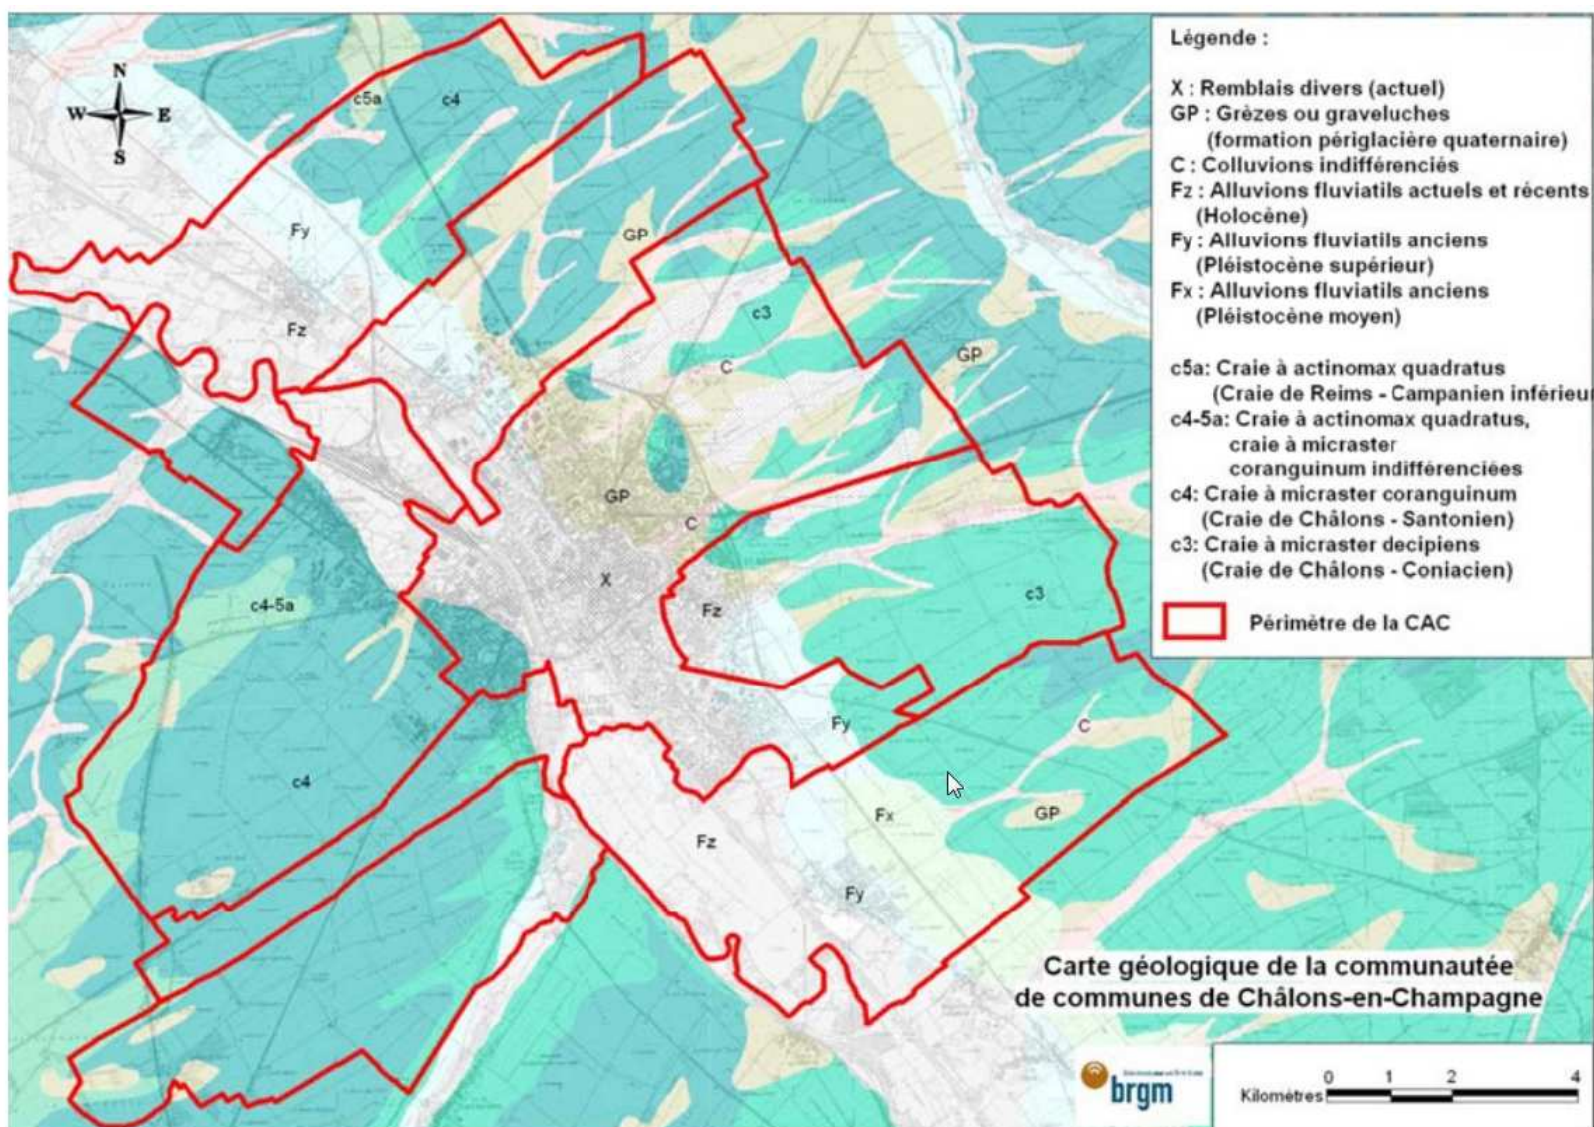 Légende :
X : Remblais divers (actuel)
GP : Grèzes ou graveluches
(formation périglacière quaternaire)
C : Colluvions indifférenciés
Fz : Alluvions fluviatils actuels et récents
(Holocène)
Fy : Alluvions fluviatils anciens
(Pléistocène supérieur)
Fx : Alluvions fluviatils anciens
(Pléistocène moyen)
c5a: Craie à actinomax quadratus
(Craie de Reims - Campanien inférieu
c4-5a: Craie à actinomax quadratus,
craie à micraster
coranguinum indifférenciées
c4: Craie à micraster coranguinum
(Craie de Châlons - Santonien)
c3: Craie à micraster decipiens
(Craie de Châlons - Coniacien)
Périmètre de la CAC
N
W E
S
c5a
c4
Fy
GP
Fz
c3
GP
C
GP
C
X
c3
c4-5a
Fz
Fy
C
c4
GP
Fx
Fz
Fy
Carte géologique de la communautée
de communes de Châlons-en-Champagne
brgm
0 2 4
Kilomètres